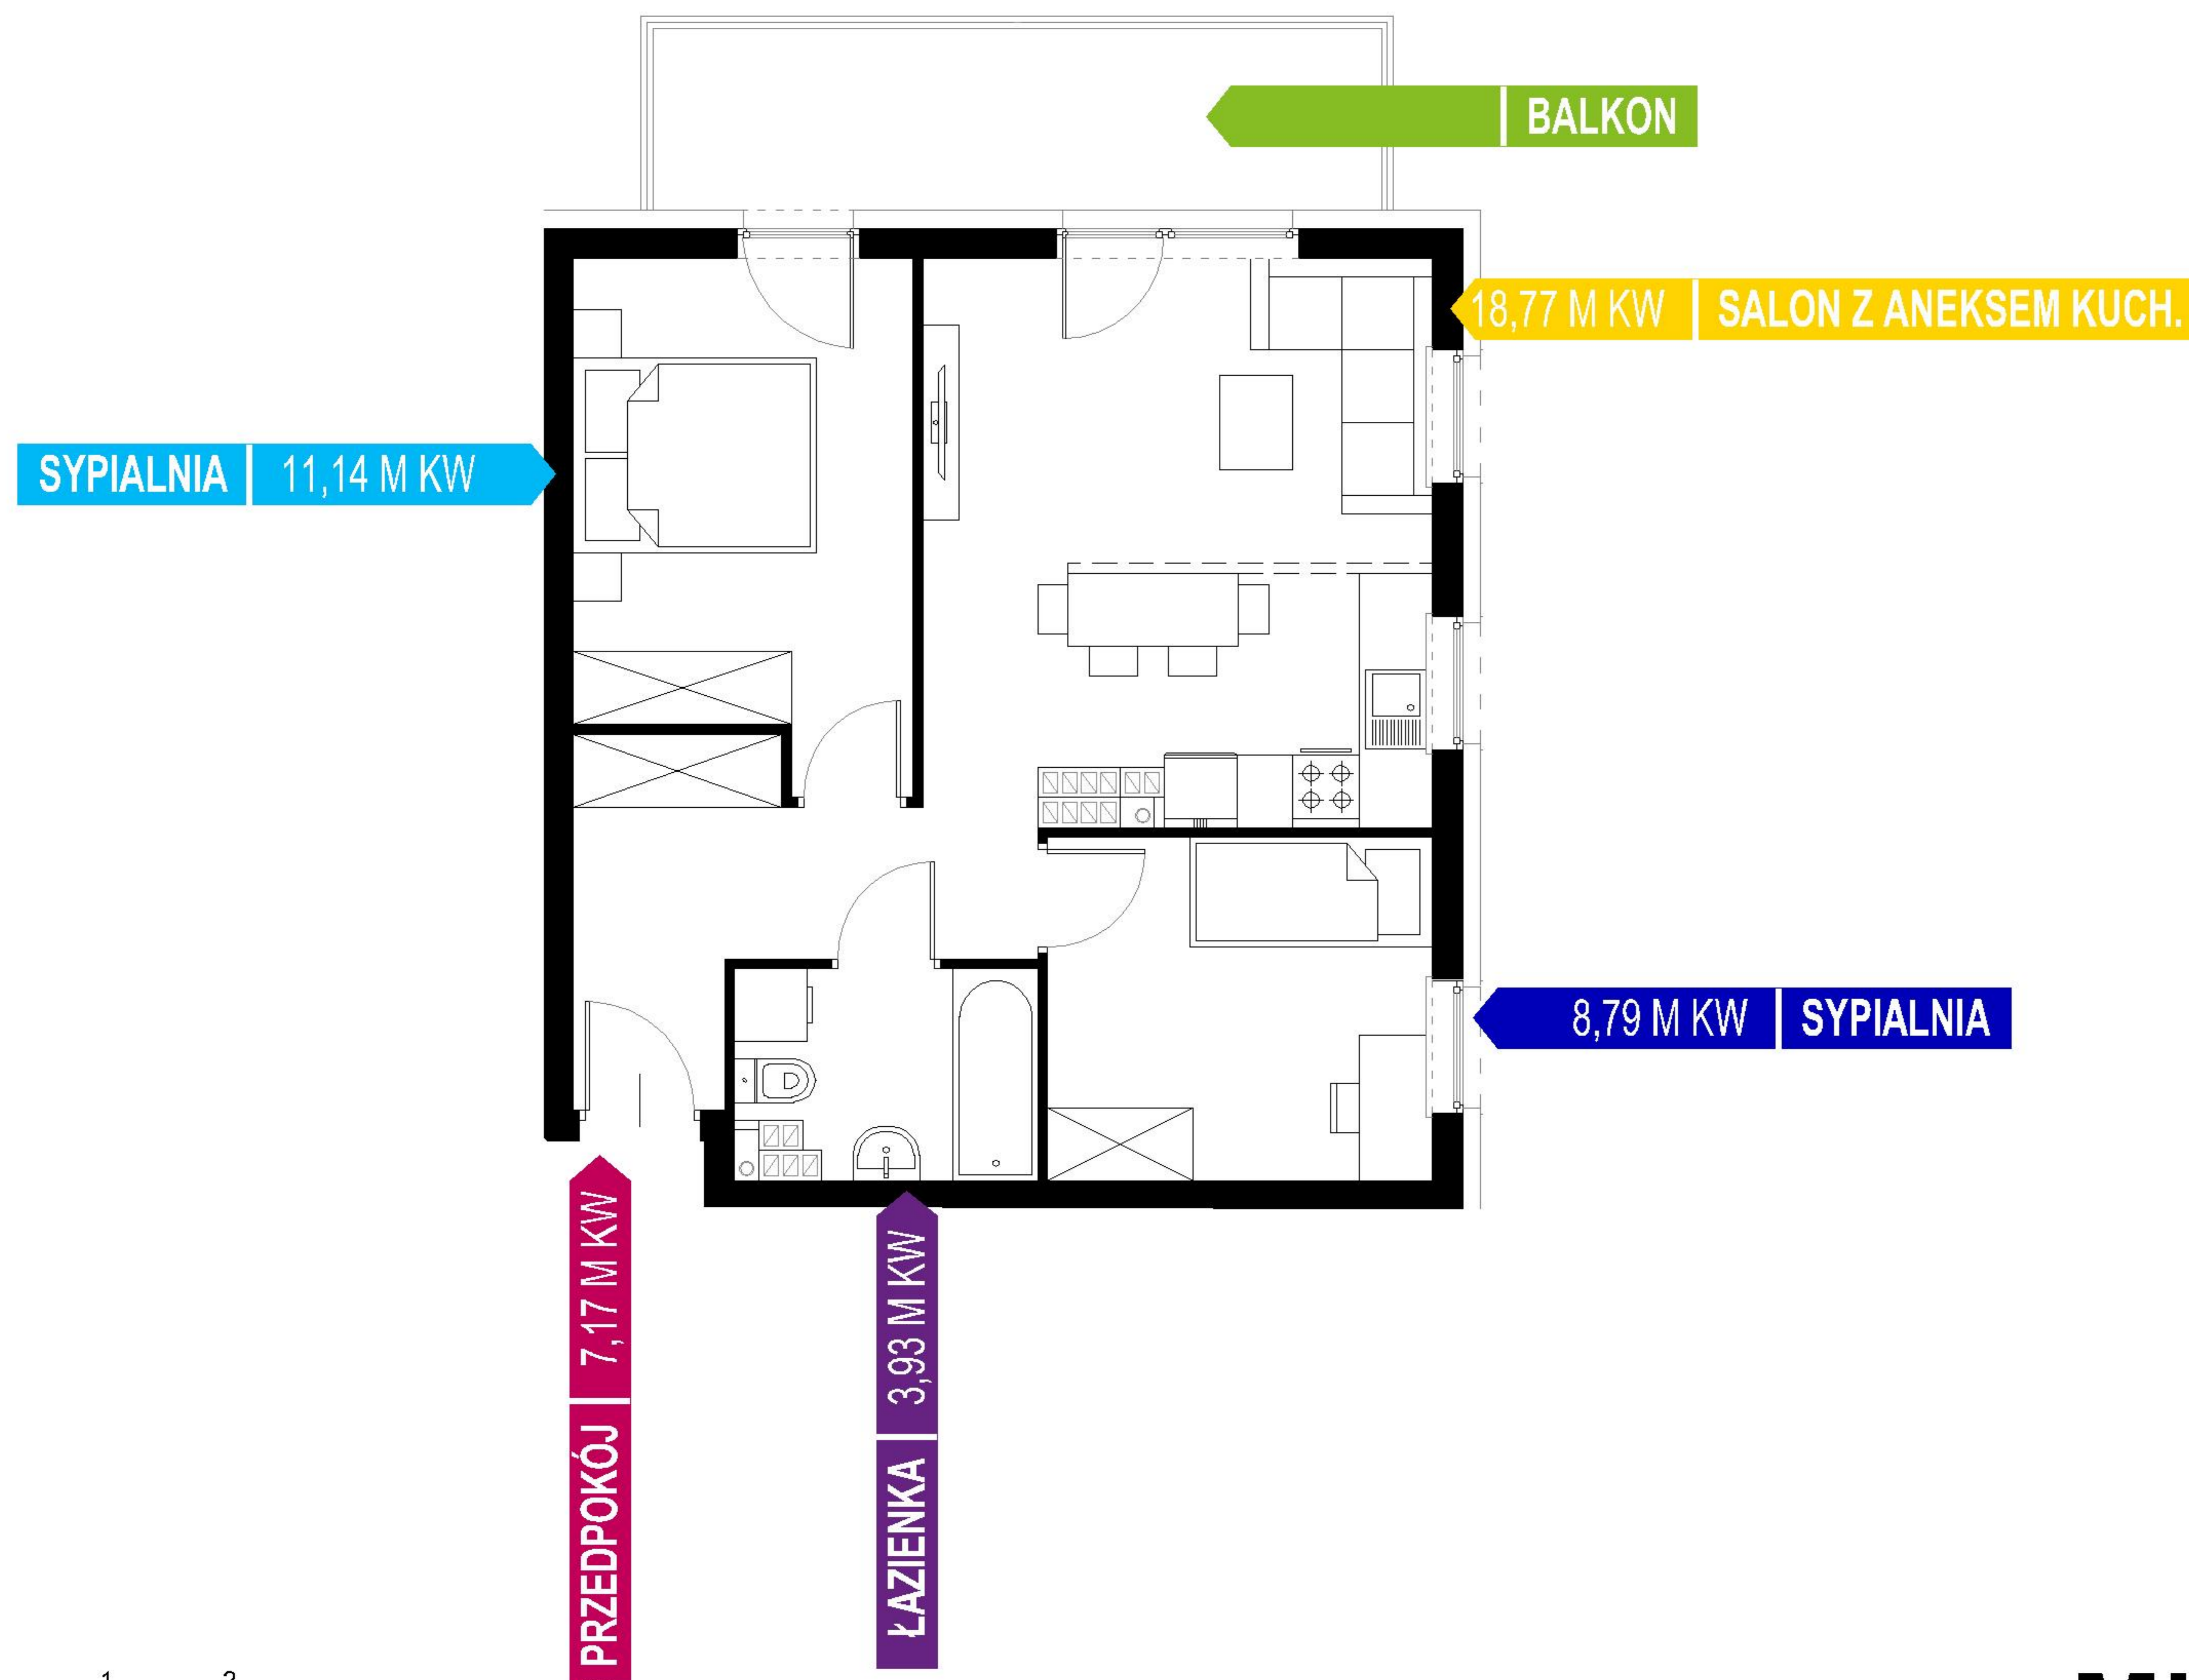 BALKON
18,77 M KW SALON Z ANEKSEM KUCH.
SYPIALNIA 11,14 M KW
8,79 M KW SYPIALNIA
PRZEDPOKÓJ 7,17 M KW
ŁAZIENKA 3,93 M KW